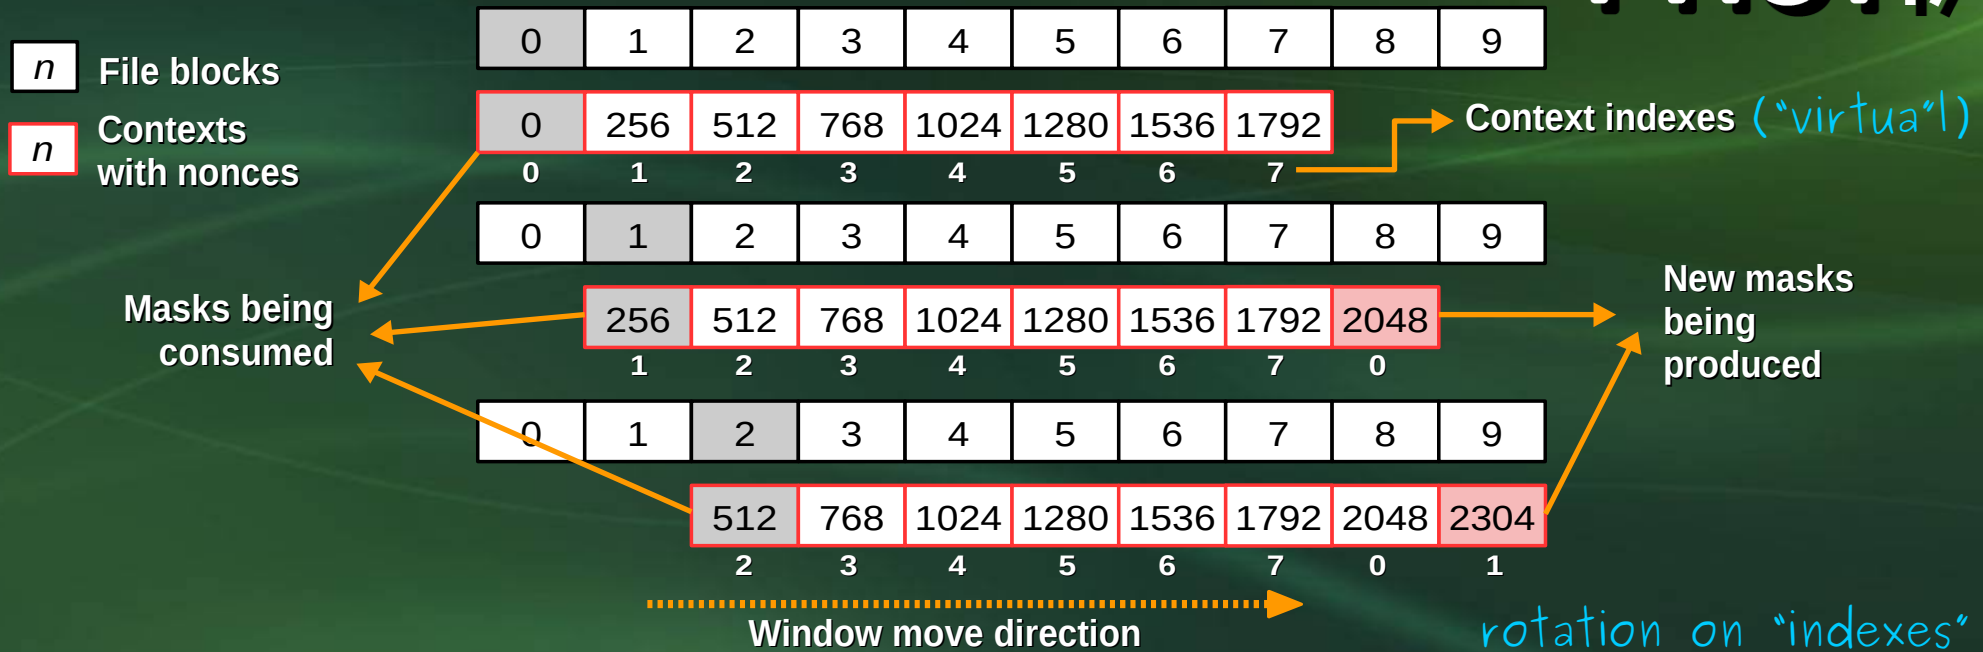 0 1 2 3 4 5 6 7 8 9
n File blocks
0 256 512 768 1024 1280 1536 1792
Context indexes ("virtua"l)
n Contexts
with nonces
0 1 2 3 4 5 6 7
0 1 2 3 4 5 6 7 8 9
Masks being
consumed
256 512 768 1024 1280 1536 1792 2048
1 2 3 4 5 6 7 0
New masks
being
produced
0 1 2 3 4 5 6 7 8 9
512 768 1024 1280 1536 1792 2048 2304
2 3 4 5 6 7 0 1
Window move direction
rotation on "indexes"